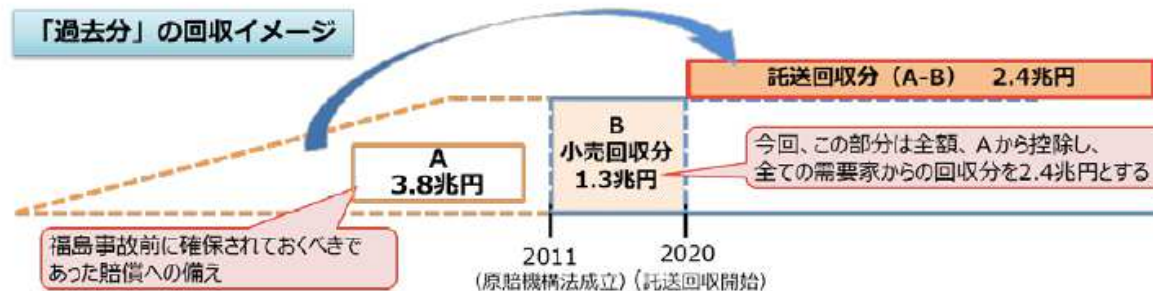 「過去分」の回収イメージ
託送回収分（A-B） 2.4兆円
B
小売回収分
1.3兆円
今回、この部分は全額、Aから控除し、
全ての需要家からの回収分を2.4兆円とする
A
3.8兆円
福島事故前に確保されておくべきで
あった賠償への備え
2011
2020
(原賠機構法成立)
(託送回収開始)